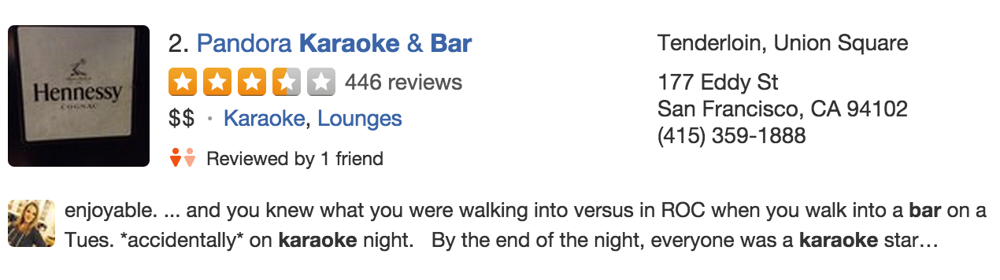 Hennessy
COGNAC
2. Pandora Karaoke & Bar
446 reviews
$$ · Karaoke, Lounges
Reviewed by 1 friend
Tenderloin, Union Square
177 Eddy St
San Francisco, CA 94102
(415) 359-1888
enjoyable. ... and you knew what you were walking into versus in ROC when you walk into a bar on a
Tues. *accidentally* on karaoke night. By the end of the night, everyone was a karaoke star…